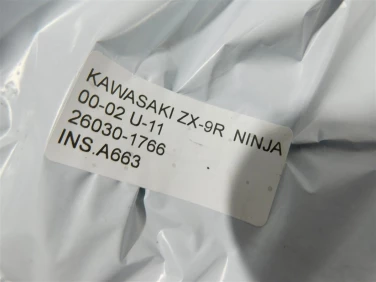 KAWASAKI ZX-9R NINJA
00-02 U-11
26030-1766
INS.A663